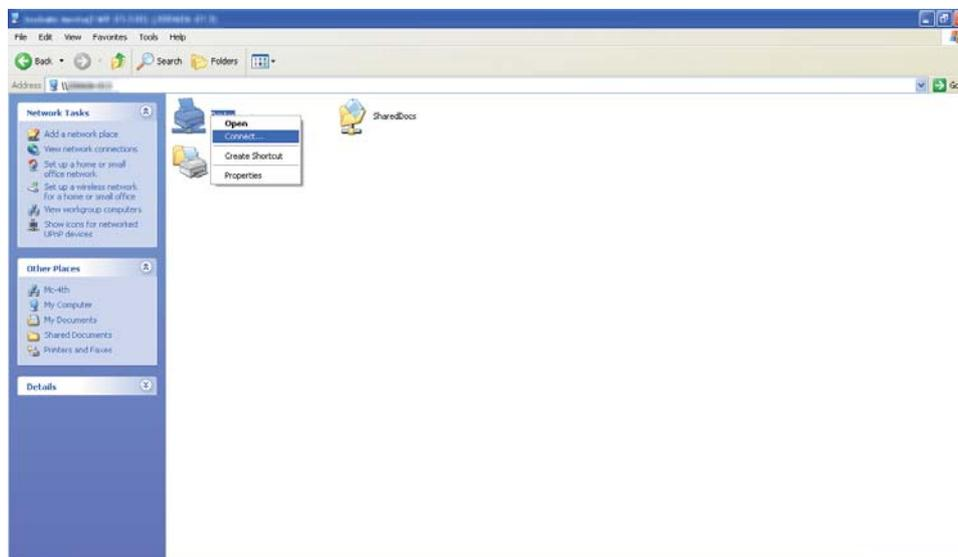 File Edit View Favorites Tools Help
Back Search Folders
Address \\
Go
Network Tasks
Add a network place
View network connections
Set up a home or small
office network
Set up a wireless network
for a home or small office
View workgroup computers
Show icons for networked
UPnP devices
Other Places
Mc-4th
My Computer
My Documents
Shared Documents
Printers and Faxes
Details
Open
Connect...
Create Shortcut
Properties
SharedDocs